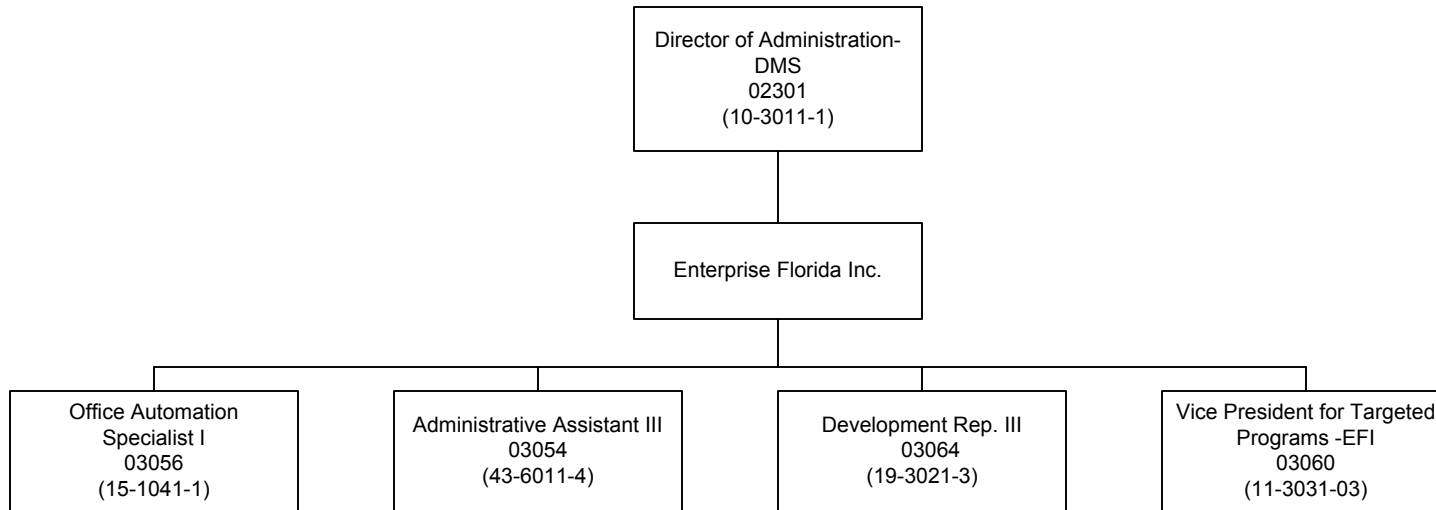 Director of Administration-
DMS
02301
(10-3011-1)
Enterprise Florida Inc.
Office Automation
Specialist I
03056
(15-1041-1)
Administrative Assistant III
03054
(43-6011-4)
Development Rep. III
03064
(19-3021-3)
Vice President for Targeted
Programs -EFI
03060
(11-3031-03)